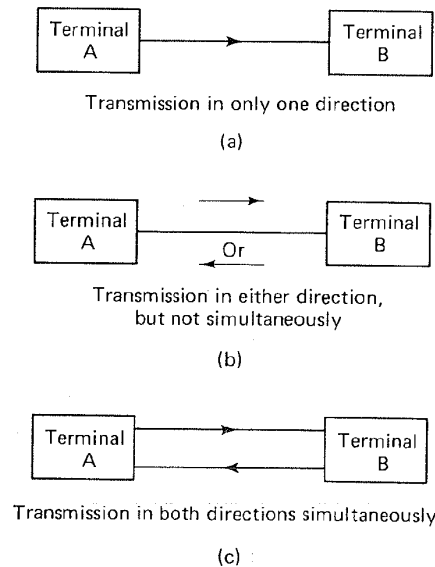 Terminal
A
Terminal
B
Transmission in only one direction
(a)
Terminal
A
Or
Terminal
B
Transmission in either direction,
but not simultaneously
(b)
Terminal
A
Terminal
B
Transmission in both directions simultaneously
(c)